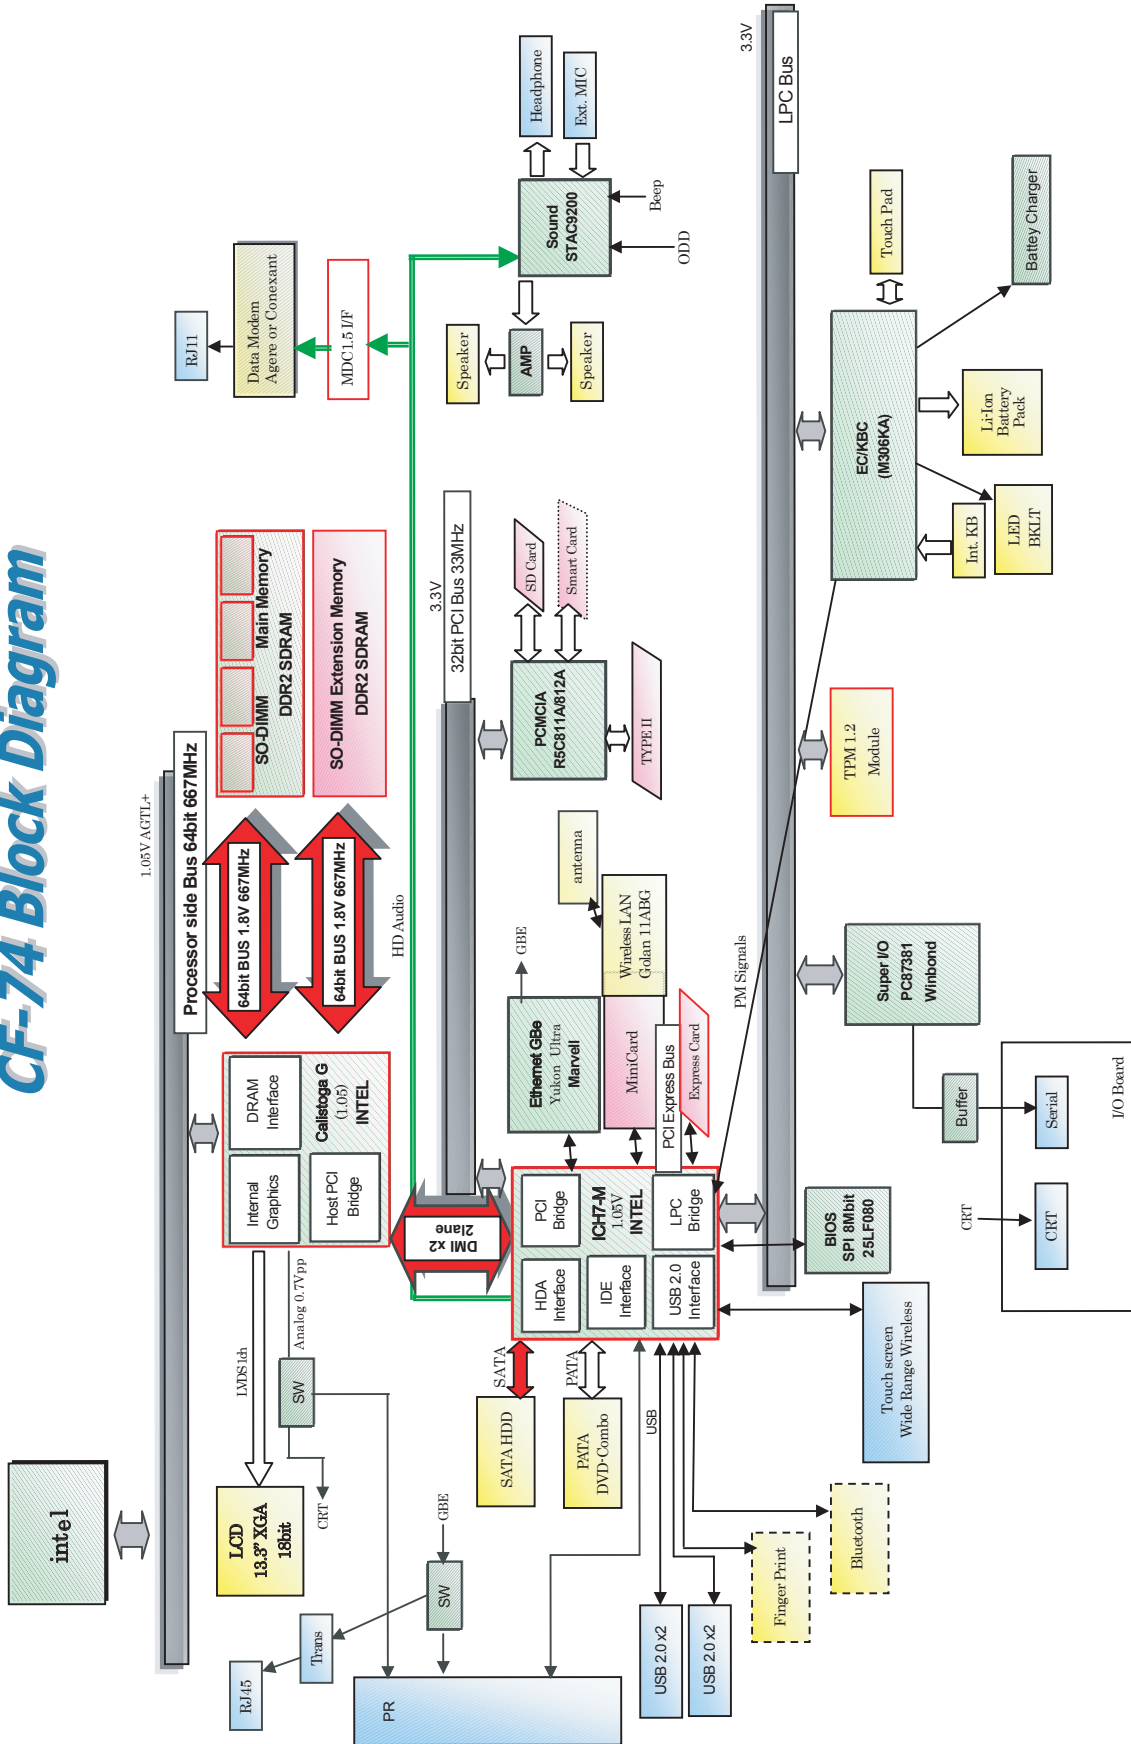 CF-74 Block Diagram
intel
1.05V AGTL+
Processor side Bus 64bit 667MHz
LCD
13.3” XGA
18bit
LVDS1ch
Analog 0.7Vpp
SW
CRT
Internal
Graphics
DRAM
Interface
Host PCI
Bridge
Calistoga G
(1.05)
INTEL
64bit BUS 1.8V 667MHz
64bit BUS 1.8V 667MHz
SO-DIMM
Main Memory
DDR2 SDRAM
SO-DIMM Extension Memory
DDR2 SDRAM
RJ11
Data Modem
Agere or Conexant
MDC1.5 I/F
HD Audio
RJ45
Trans
SW
GBE
PR
DMI x2
2lane
3.3V
32bit PCI Bus 33MHz
Speaker
AMP
Speaker
Sound
STAC9200
Headphone
Ext. MIC
ODD
Beep
SATA HDD
SATA
PATA
DVD-Combo
PATA
HDA
Interface
PCI
Bridge
IDE
Interface
ICH7-M
1.05V
INTEL
USB 2.0
Interface
LPC
Bridge
Ethernet GBe
Yukon Ultra
Marvell
GBE
MiniCard
Wireless LAN
Golan 11ABG
antenna
PCI Express Bus
Express Card
PCMCIA
R5C811A/812A
SD Card
Smart Card
TYPE II
USB
USB 2.0 x2
USB 2.0 x2
Finger Print
Bluetooth
PM Signals
3.3V
LPC Bus
Touch screen
Wide Range Wireless
BIOS
SPI 8Mbit
25LF080
Super I/O
PC87381
Winbond
TPM 1.2
Module
EC/KBC
(M306KA)
Touch Pad
Int. KB
LED
BKLT
Li-Ion
Battery
Pack
Battey Charger
Buffer
CRT
CRT
Serial
I/O Board